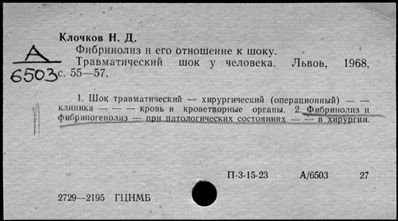 Клочков Н. Д.
Фибринолиз и его отношение к шоку.
А
Травматический шок у человека. Львов, 1968,
6503
с. 55—57.
1. Шок травматический — хирургический (операционный) — —
клиника — — — кровь и кроветворные органы. 2. Фибринолиз и
фибриногенолиз — при патологических состояниях — — в хирургии.
П-3-15-23 А/6503 27
2729—2195 ГЦНМБ